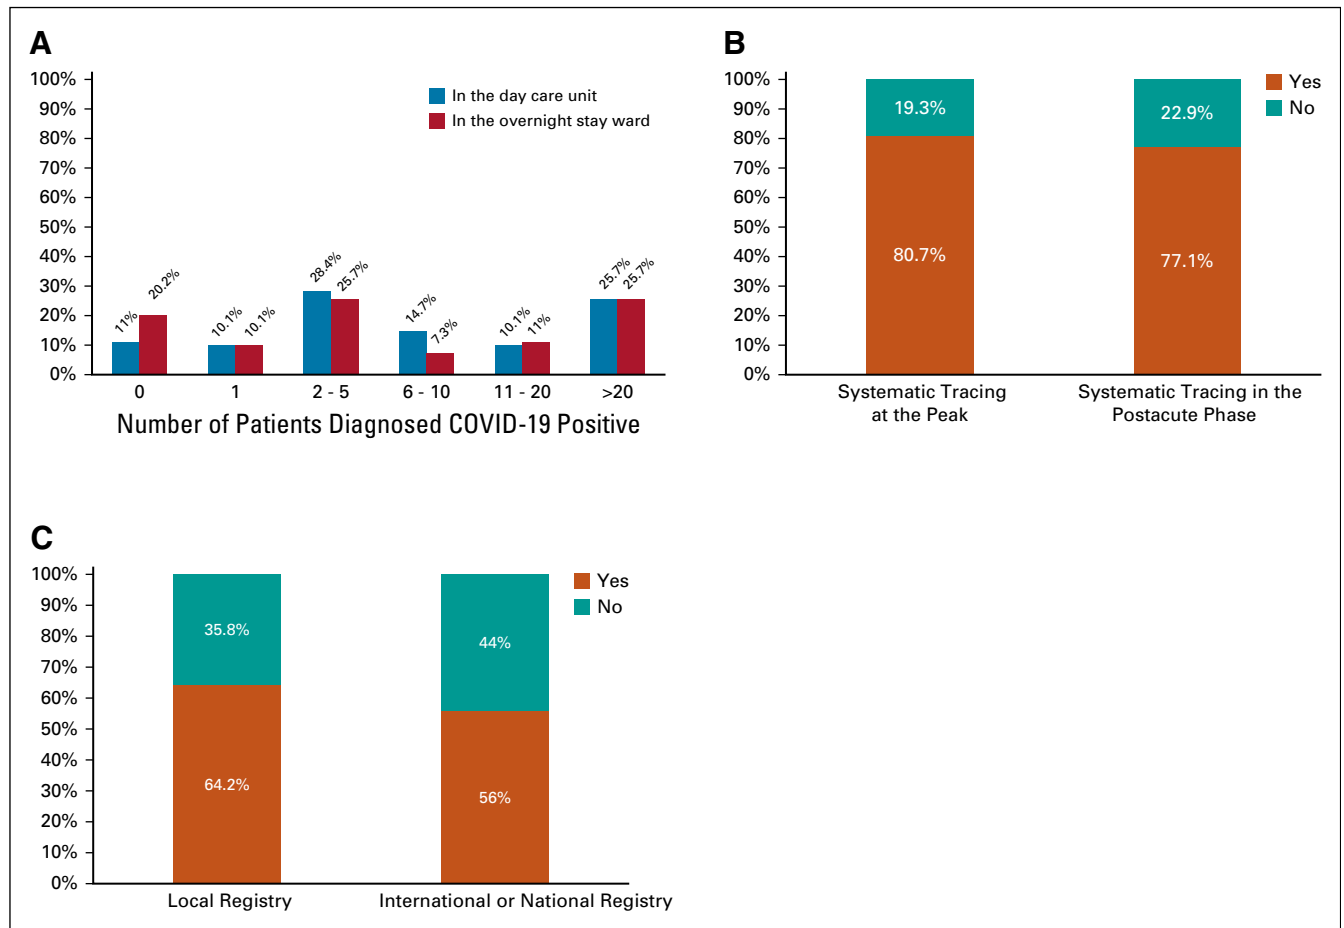 A
100%
90%
80%
70%
60%
50%
40%
30%
20%
10%
0%
In the day care unit
In the overnight stay ward
11%
20.2%
10.1%
10.1%
28.4%
25.7%
14.7%
7.3%
10.1%
11%
25.7%
25.7%
0
1
2 - 5
6 - 10
11 - 20
>20
Number of Patients Diagnosed COVID-19 Positive
B
100%
90%
80%
70%
60%
50%
40%
30%
20%
10%
0%
19.3%
80.7%
22.9%
77.1%
Yes
No
Systematic Tracing
at the Peak
Systematic Tracing in the
Postacute Phase
C
100%
90%
80%
70%
60%
50%
40%
30%
20%
10%
0%
35.8%
64.2%
44%
56%
Yes
No
Local Registry
International or National Registry